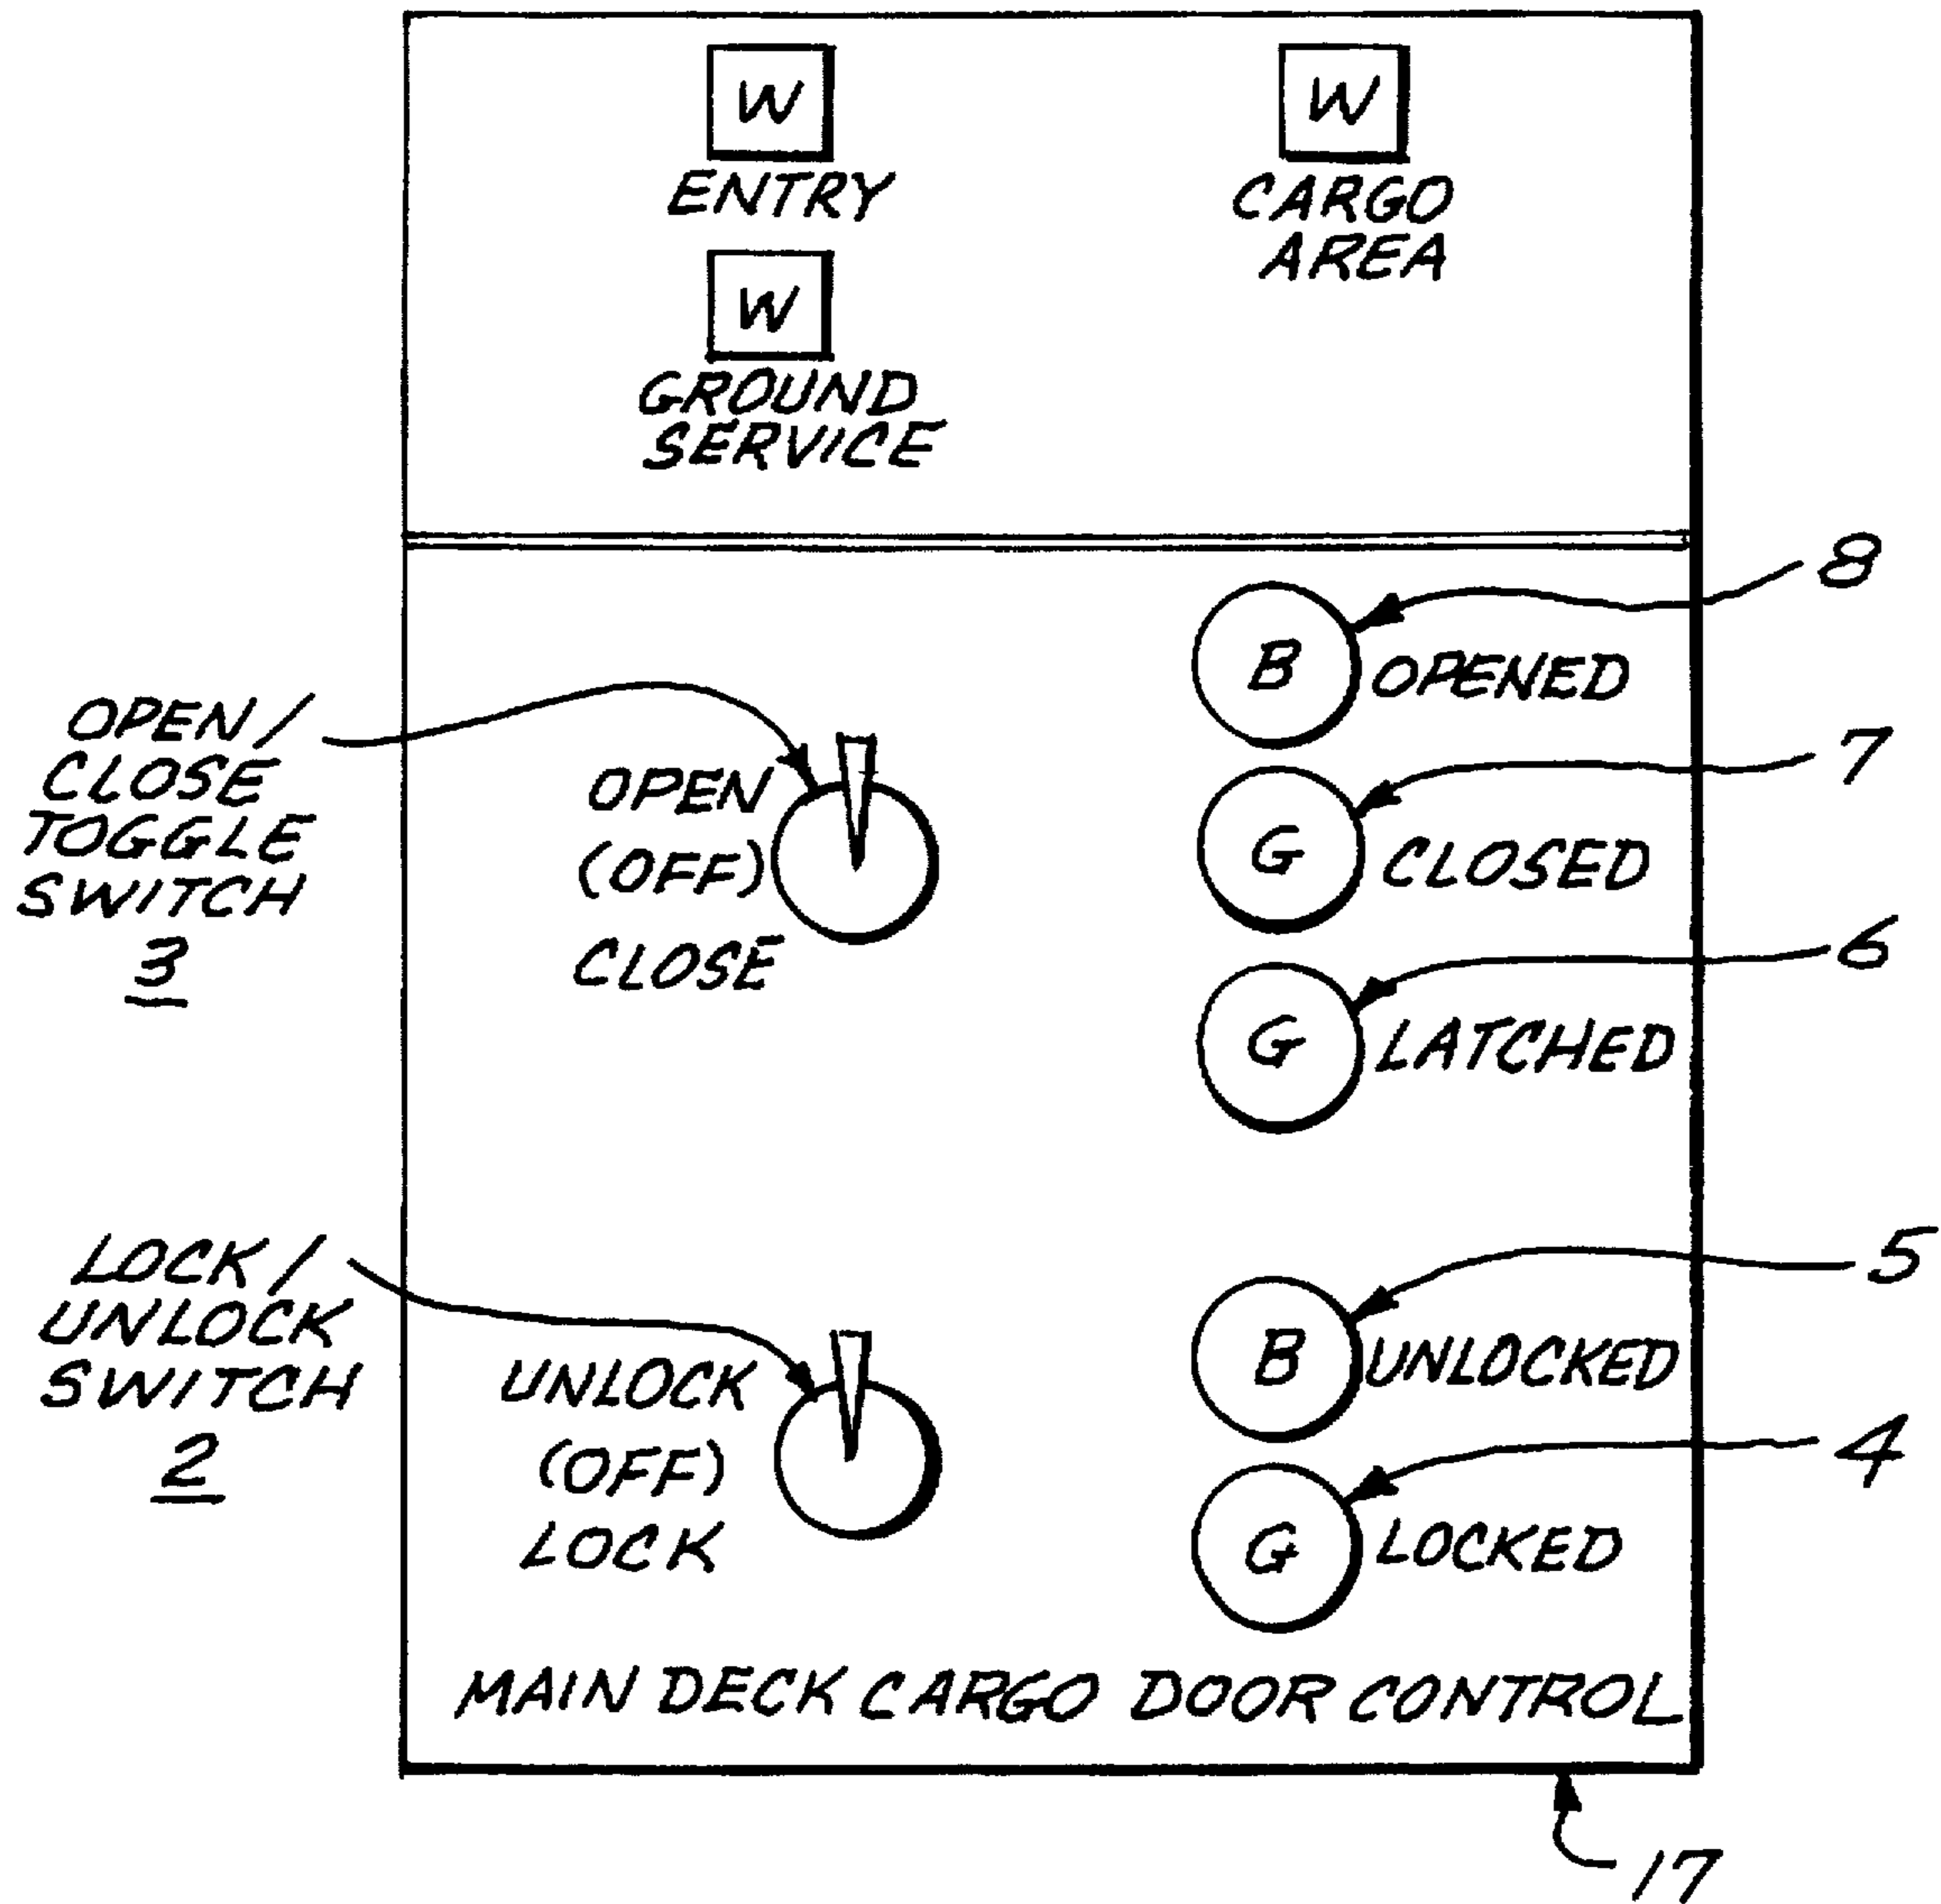 W
W
ENTRY
CARGO
AREA
W
GROUND
SERVICE
8
B
OPENED
7
OPEN/
CLOSE
TOGGLE
SWITCH
3
OPEN
(OFF)
CLOSE
G
CLOSED
6
G
LATCHED
5
LOCK/
UNLOCK
SWITCH
2
UNLOCK
(OFF)
LOCK
B
UNLOCKED
4
G
LOCKED
MAIN DECK CARGO DOOR CONTROL
17